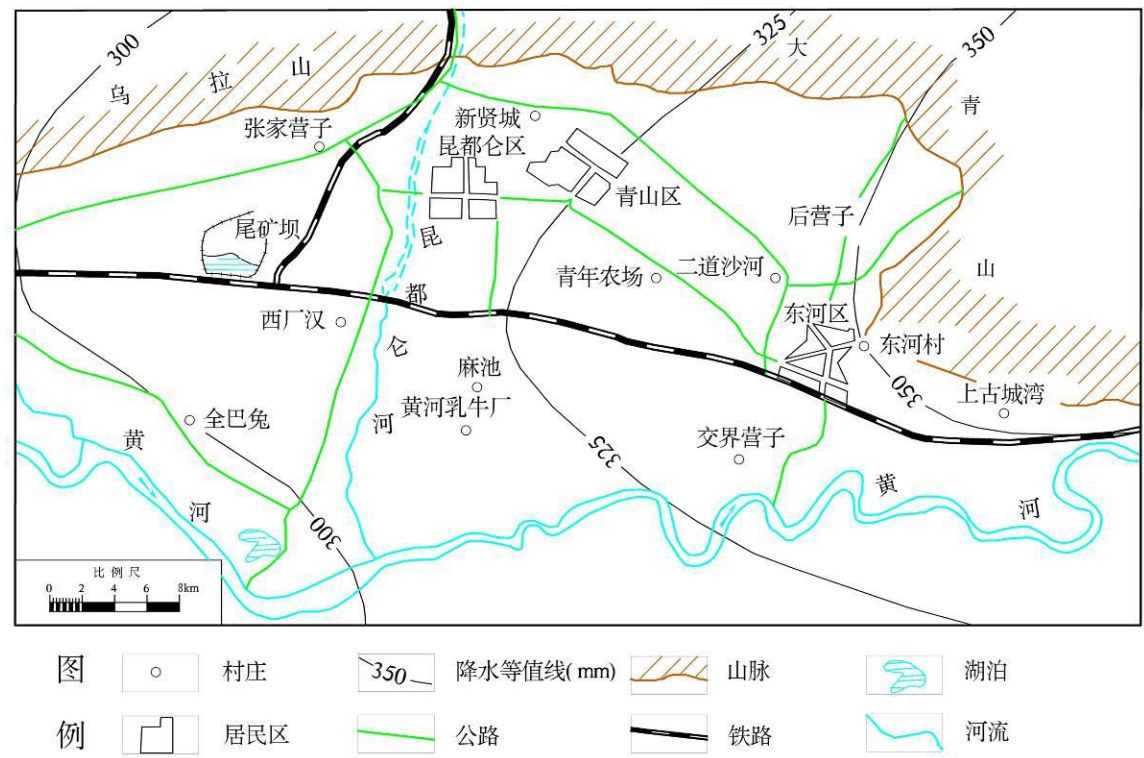 300
325
350
大
乌拉山
青
新贤城
张家营子
昆都仑区
青山区
后营子
尾矿坝
昆
都
仑
河
青年农场
二道沙河
山
东河区
西厂汉
东河村
麻池
350
上古城湾
全巴兔
黄河乳牛厂
黄
河
交界营子
325
黄
河
300
比例尺
0 2 4 6 8km
图
例
村庄
350
降水等值线(mm)
山脉
湖泊
居民区
公路
铁路
河流